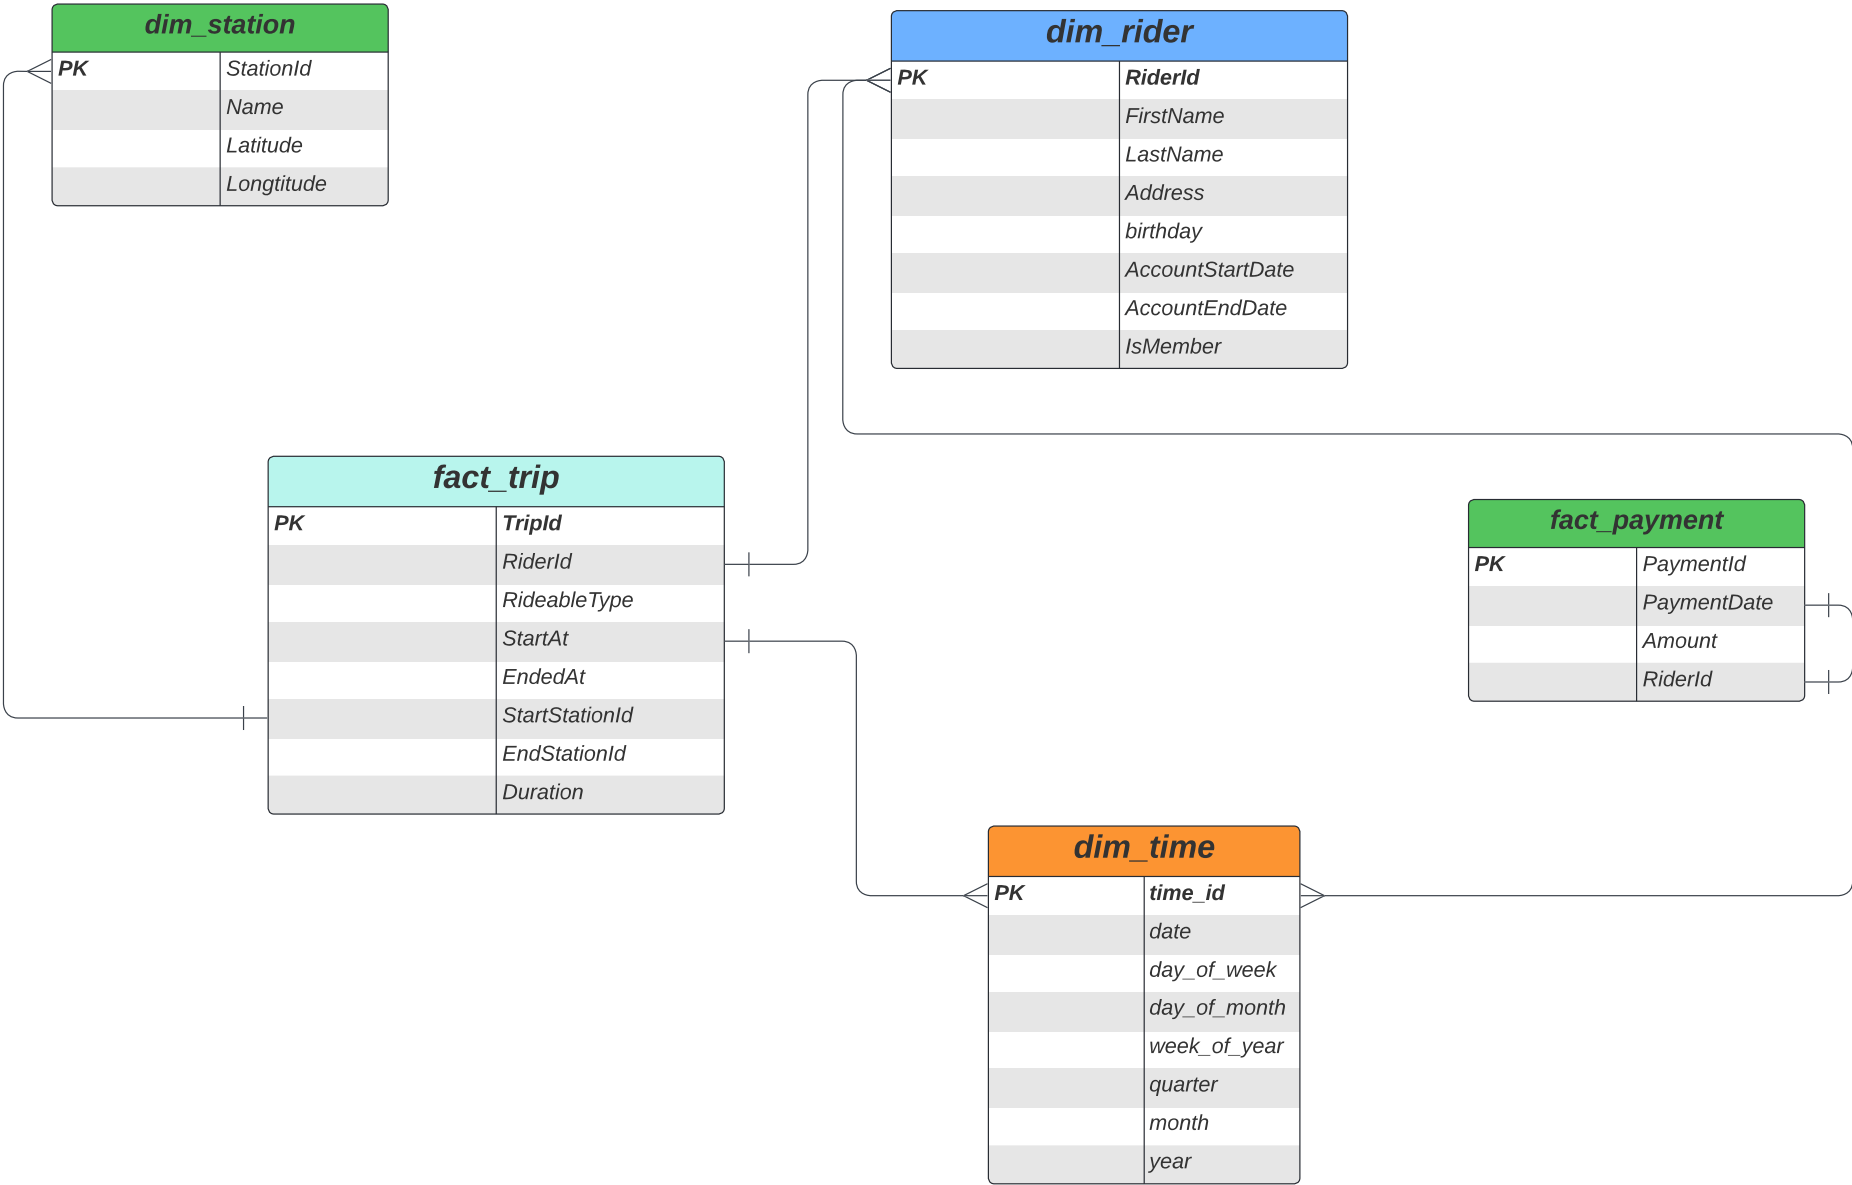 dim_station
PK StationId
Name
Latitude
Longtitude
dim_rider
PK RiderId
FirstName
LastName
Address
birthday
AccountStartDate
AccountEndDate
IsMember
fact_trip
PK TripId
RiderId
RideableType
StartAt
EndedAt
StartStationId
EndStationId
Duration
fact_payment
PK PaymentId
PaymentDate
Amount
RiderId
dim_time
PK time_id
date
day_of_week
day_of_month
week_of_year
quarter
month
year